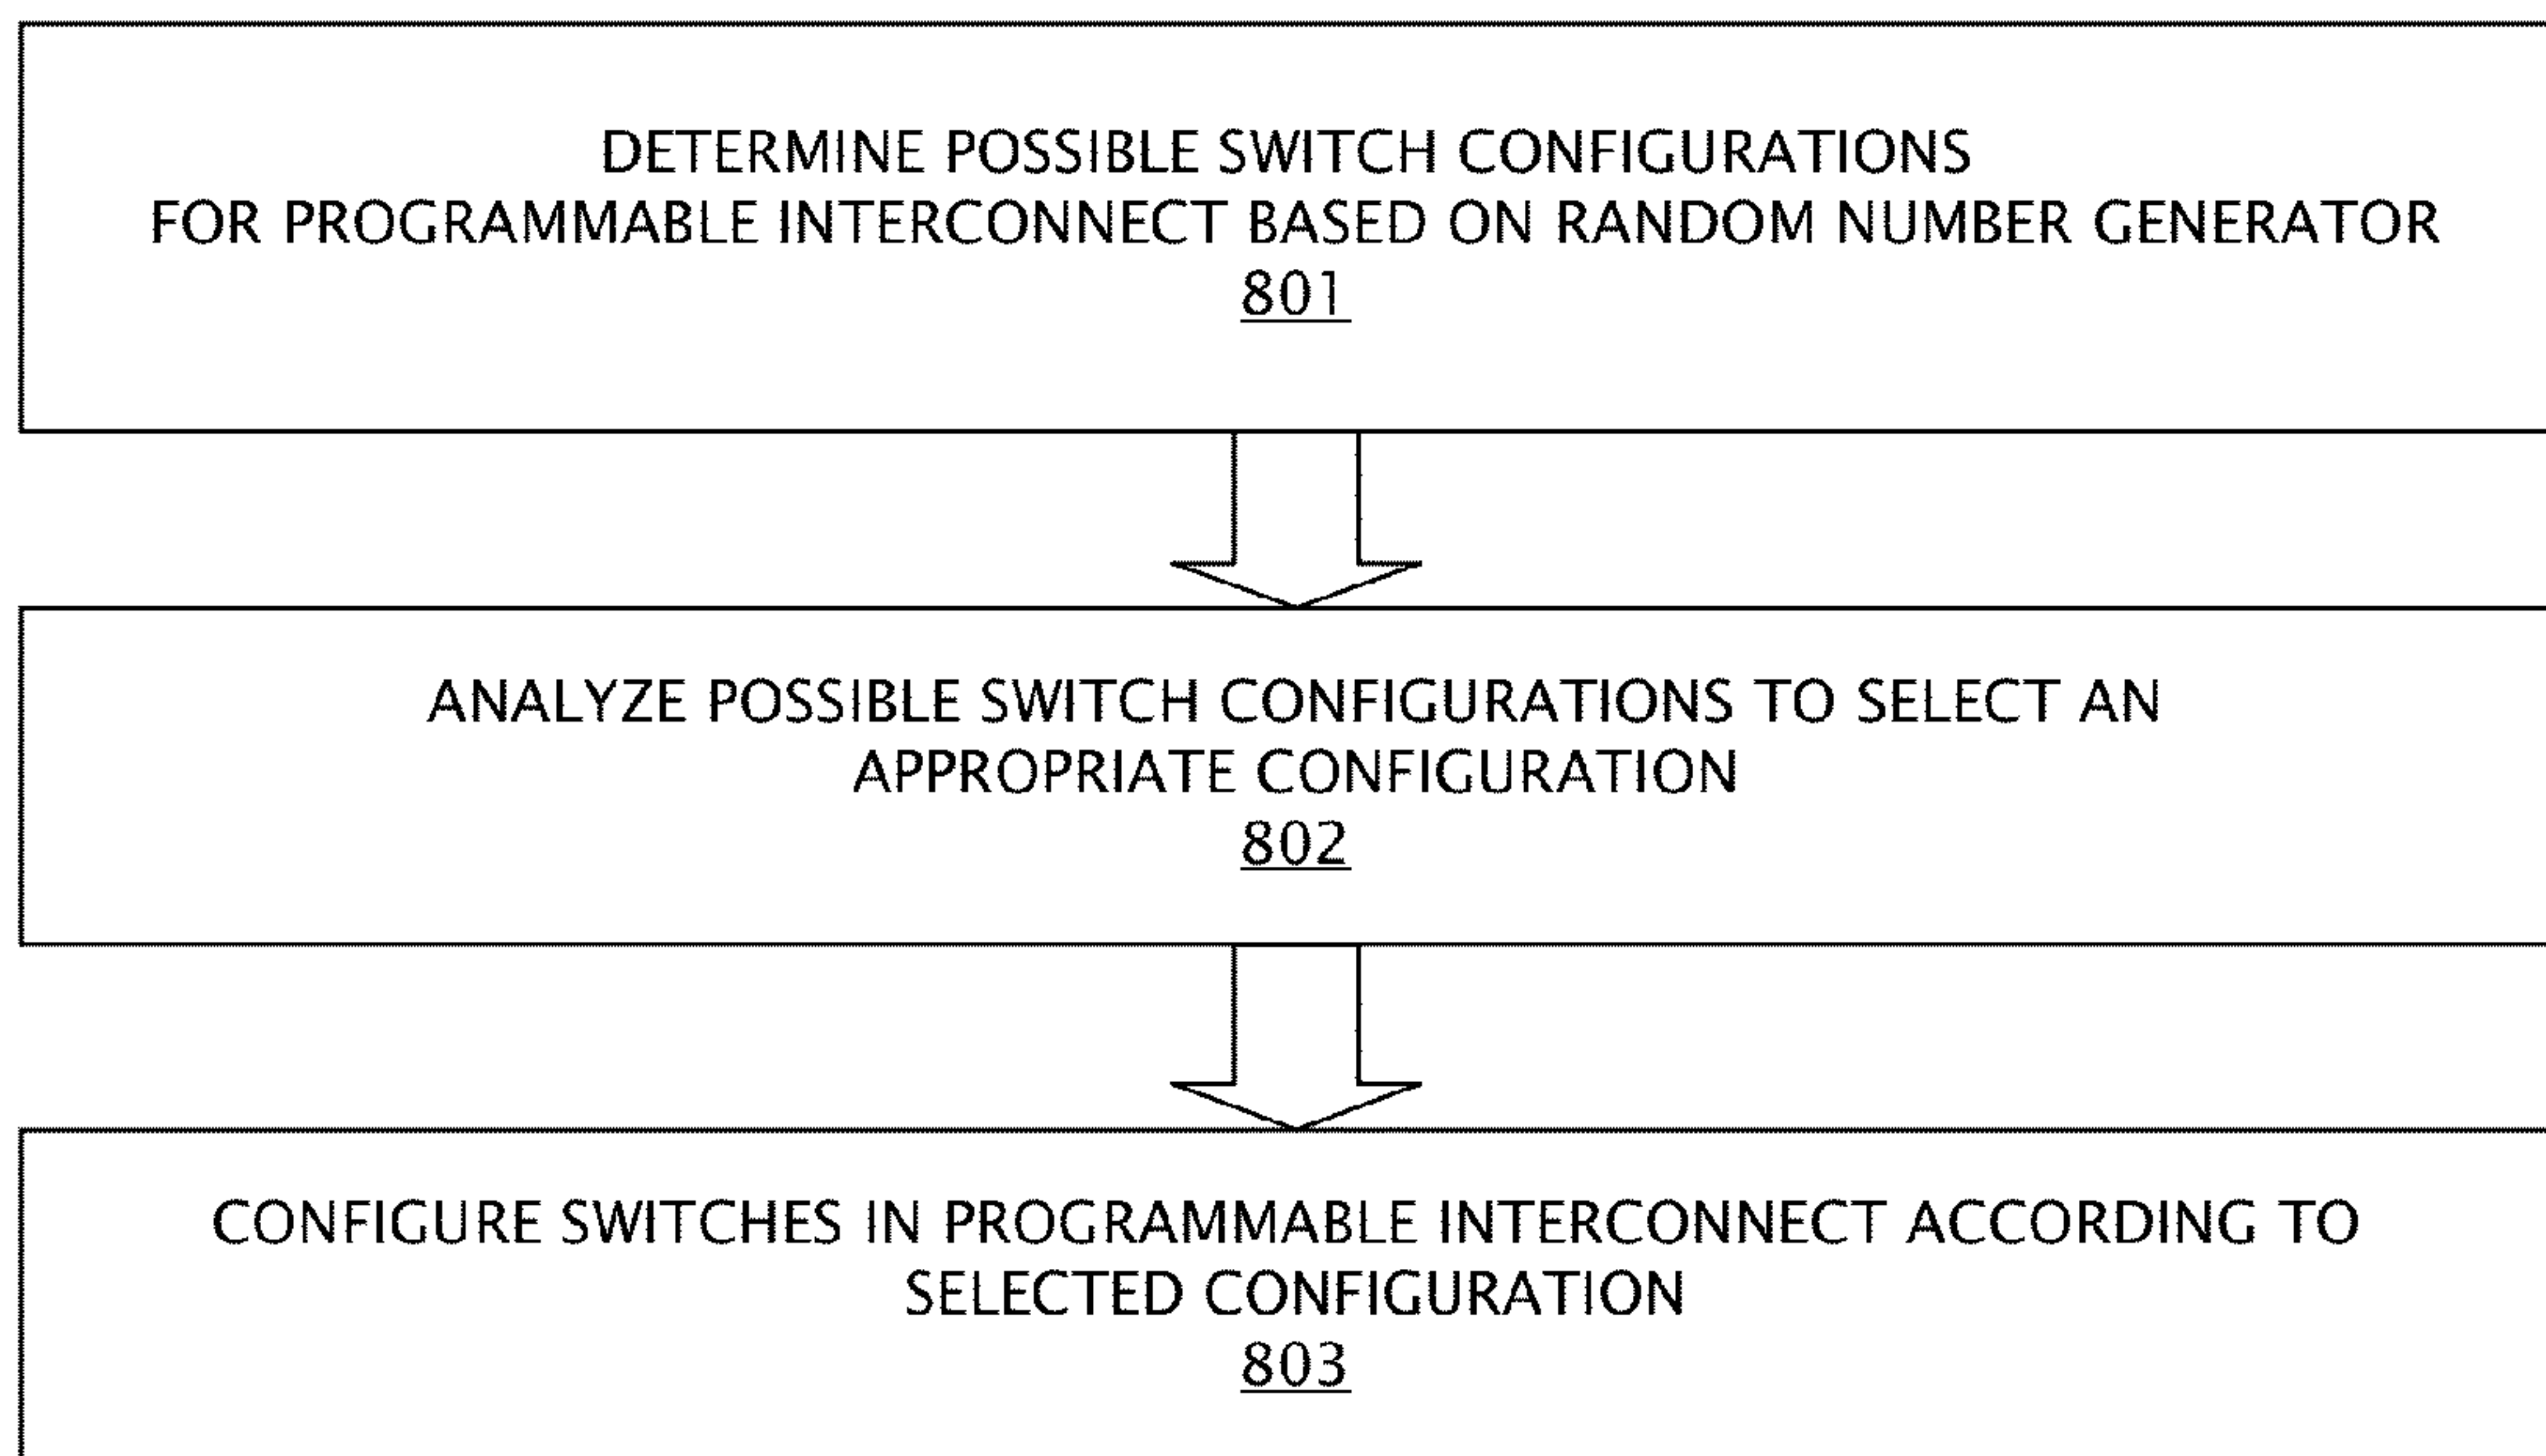 DETERMINE POSSIBLE SWITCH CONFIGURATIONS
FOR PROGRAMMABLE INTERCONNECT BASED ON RANDOM NUMBER GENERATOR
801
ANALYZE POSSIBLE SWITCH CONFIGURATIONS TO SELECT AN
APPROPRIATE CONFIGURATION
802
CONFIGURE SWITCHES IN PROGRAMMABLE INTERCONNECT ACCORDING TO
SELECTED CONFIGURATION
803